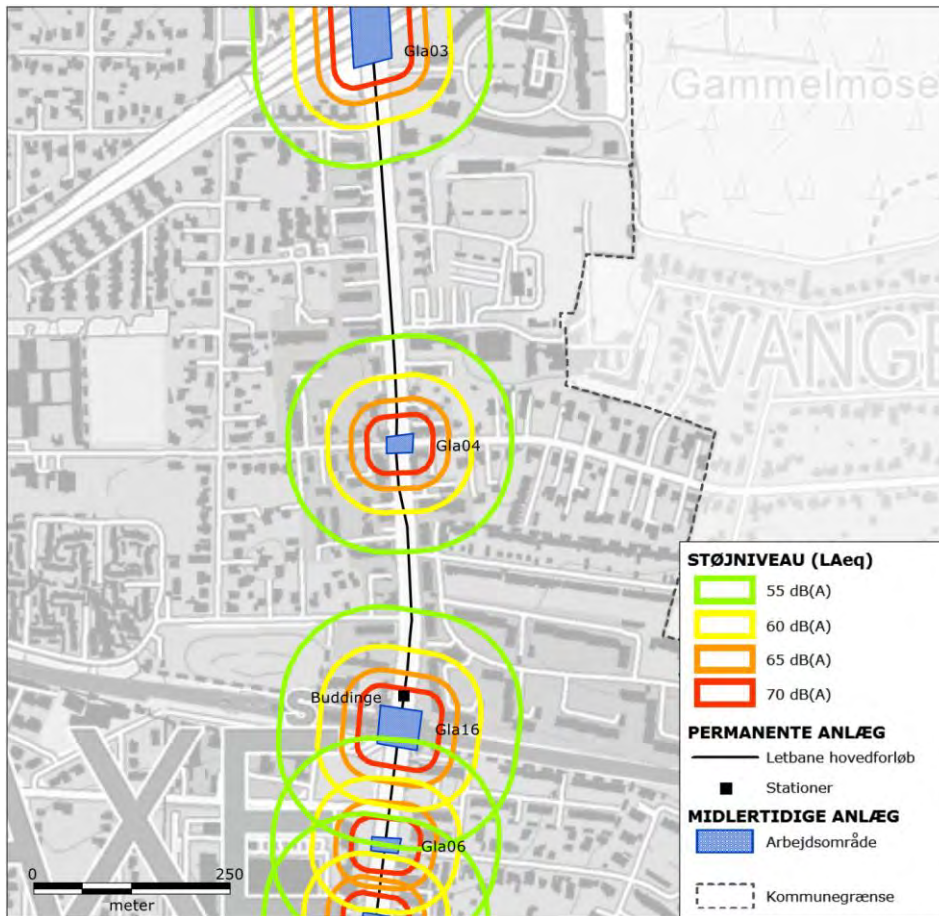 Gla03
Gammelmose
VANGE
Gla04
Buddinge
S
Gla16
AXE
Gla06
0 250
meter
STØJNIVEAU (LAeq)
55 dB(A)
60 dB(A)
65 dB(A)
70 dB(A)
PERMANENTE ANLÆG
Letbane hovedforløb
Stationer
MIDLERTIDIGE ANLÆG
Arbejdsområde
Kommunegrænse